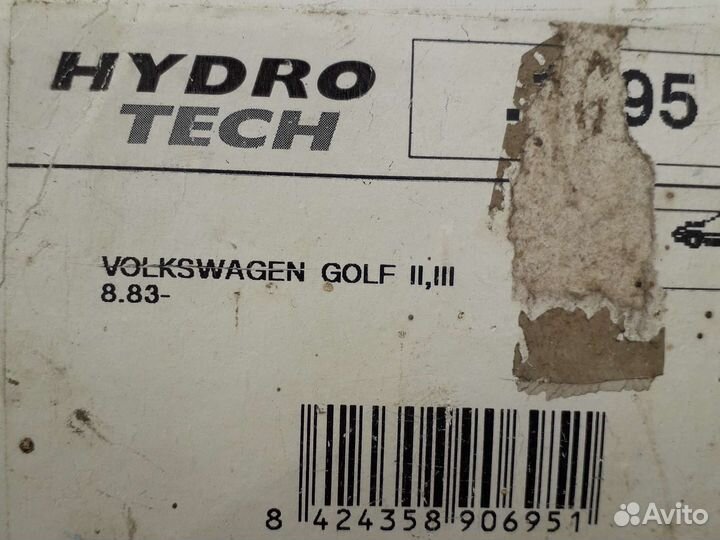 HYDRO
TECH
95
VOLKSWAGEN GOLF II,III
8.83-
8 424358 906951
Avito